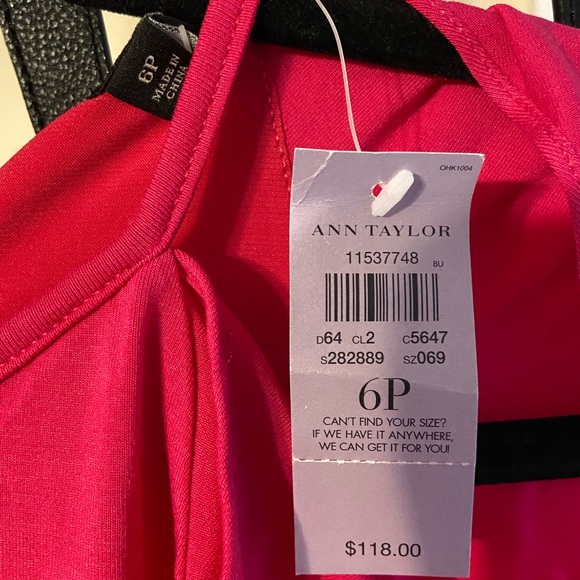 6P
MADE IN
CHINA
OHK1004
ANN TAYLOR
11537748 8U
D64 CL2 C5647
S282889 SZ069
6P
CAN'T FIND YOUR SIZE?
IF WE HAVE IT ANYWHERE,
WE CAN GET IT FOR YOU!
$118.00